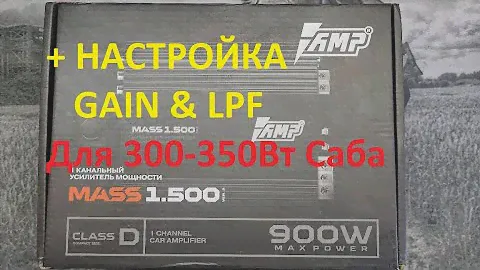 + НАСТРОЙКА
GAIN & LPF
AMP
MASS 1.500
AMP
Для 300-350Вт Саба
1 КАНАЛЬНЫЙ
УСИЛИТЕЛЬ МОЩНОСТИ
MASS 1.500
CLASS D
1 CHANNEL
CAR AMPLIFIER
900W
MAX POWER